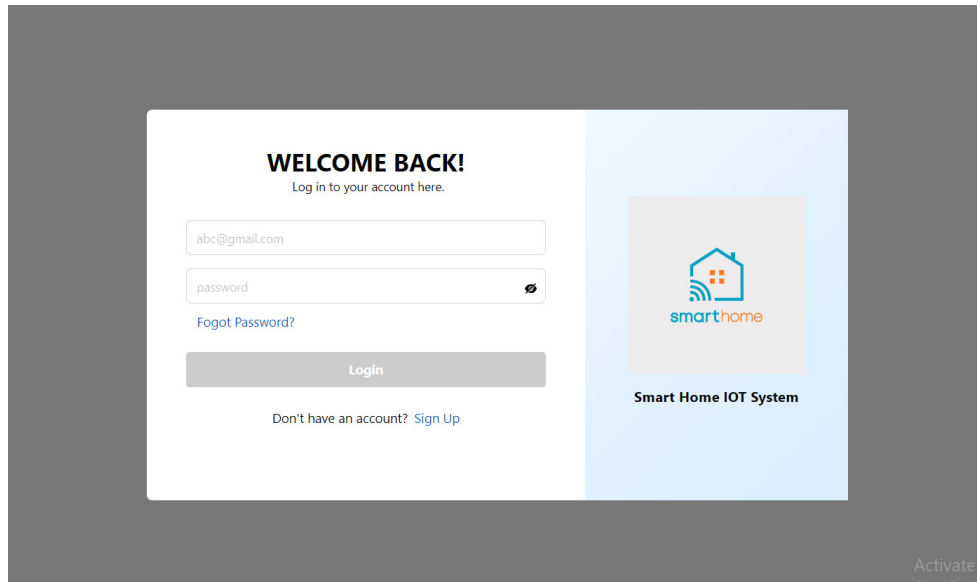 WELCOME BACK!
Log in to your account here.
abc@gmail.com
password
Fogot Password?
Login
Don't have an account? Sign Up
smarthome
Smart Home IOT System
Activate